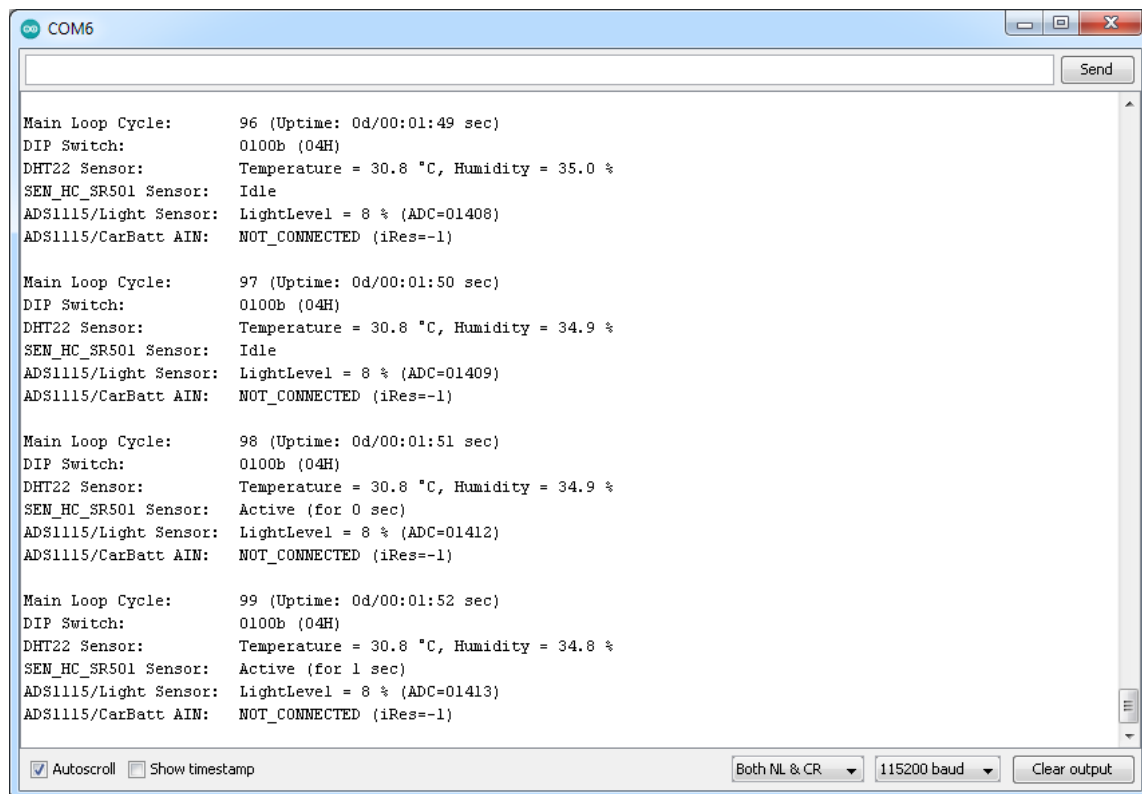 COM6
Send
Main Loop Cycle: 96 (Uptime: 0d/00:01:49 sec)
DIP Switch: 0100b (04H)
DHT22 Sensor: Temperature = 30.8 °C, Humidity = 35.0 %
SEN_HC_SR501 Sensor: Idle
ADS1115/Light Sensor: LightLevel = 8 % (ADC=01408)
ADS1115/CarBatt AIN: NOT_CONNECTED (iRes=-1)
Main Loop Cycle: 97 (Uptime: 0d/00:01:50 sec)
DIP Switch: 0100b (04H)
DHT22 Sensor: Temperature = 30.8 °C, Humidity = 34.9 %
SEN_HC_SR501 Sensor: Idle
ADS1115/Light Sensor: LightLevel = 8 % (ADC=01409)
ADS1115/CarBatt AIN: NOT_CONNECTED (iRes=-1)
Main Loop Cycle: 98 (Uptime: 0d/00:01:51 sec)
DIP Switch: 0100b (04H)
DHT22 Sensor: Temperature = 30.8 °C, Humidity = 34.9 %
SEN_HC_SR501 Sensor: Active (for 0 sec)
ADS1115/Light Sensor: LightLevel = 8 % (ADC=01412)
ADS1115/CarBatt AIN: NOT_CONNECTED (iRes=-1)
Main Loop Cycle: 99 (Uptime: 0d/00:01:52 sec)
DIP Switch: 0100b (04H)
DHT22 Sensor: Temperature = 30.8 °C, Humidity = 34.8 %
SEN_HC_SR501 Sensor: Active (for 1 sec)
ADS1115/Light Sensor: LightLevel = 8 % (ADC=01413)
ADS1115/CarBatt AIN: NOT_CONNECTED (iRes=-1)
Autoscroll Show timestamp Both NL & CR 115200 baud Clear output